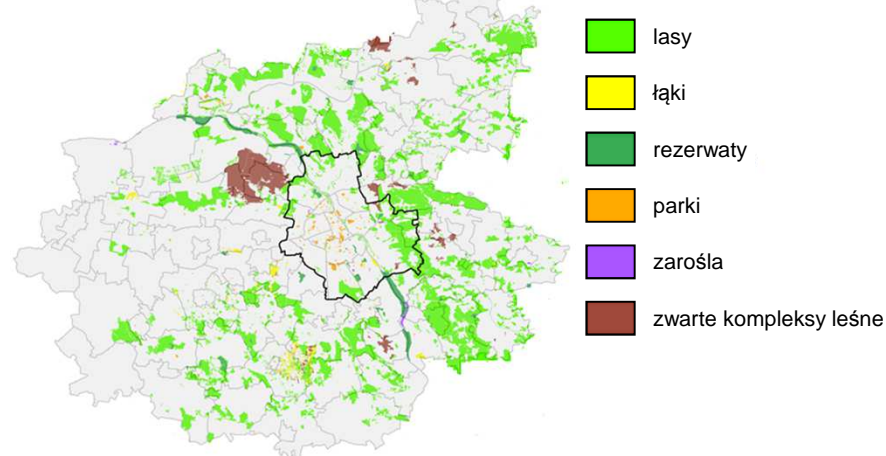 lasy
łąki
rezerwaty
parki
zarośla
zwarte kompleksy leśne